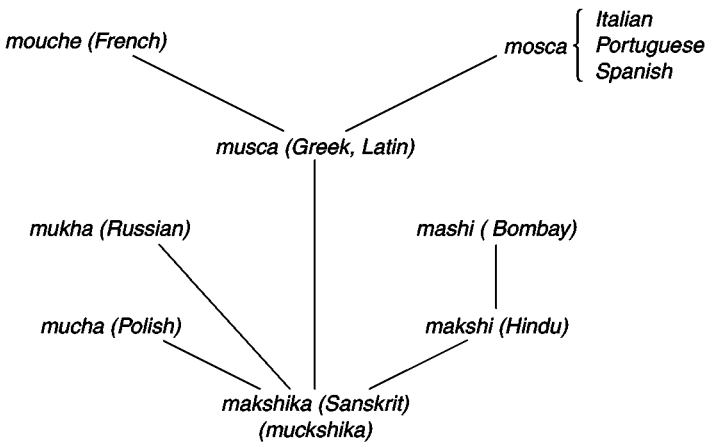 mouche (French)
mosca { Italian
Portuguese
Spanish
musca (Greek, Latin)
mukha (Russian)
mashi ( Bombay)
mucha (Polish)
makshi (Hindu)
makshika (Sanskrit)
(muckshika)